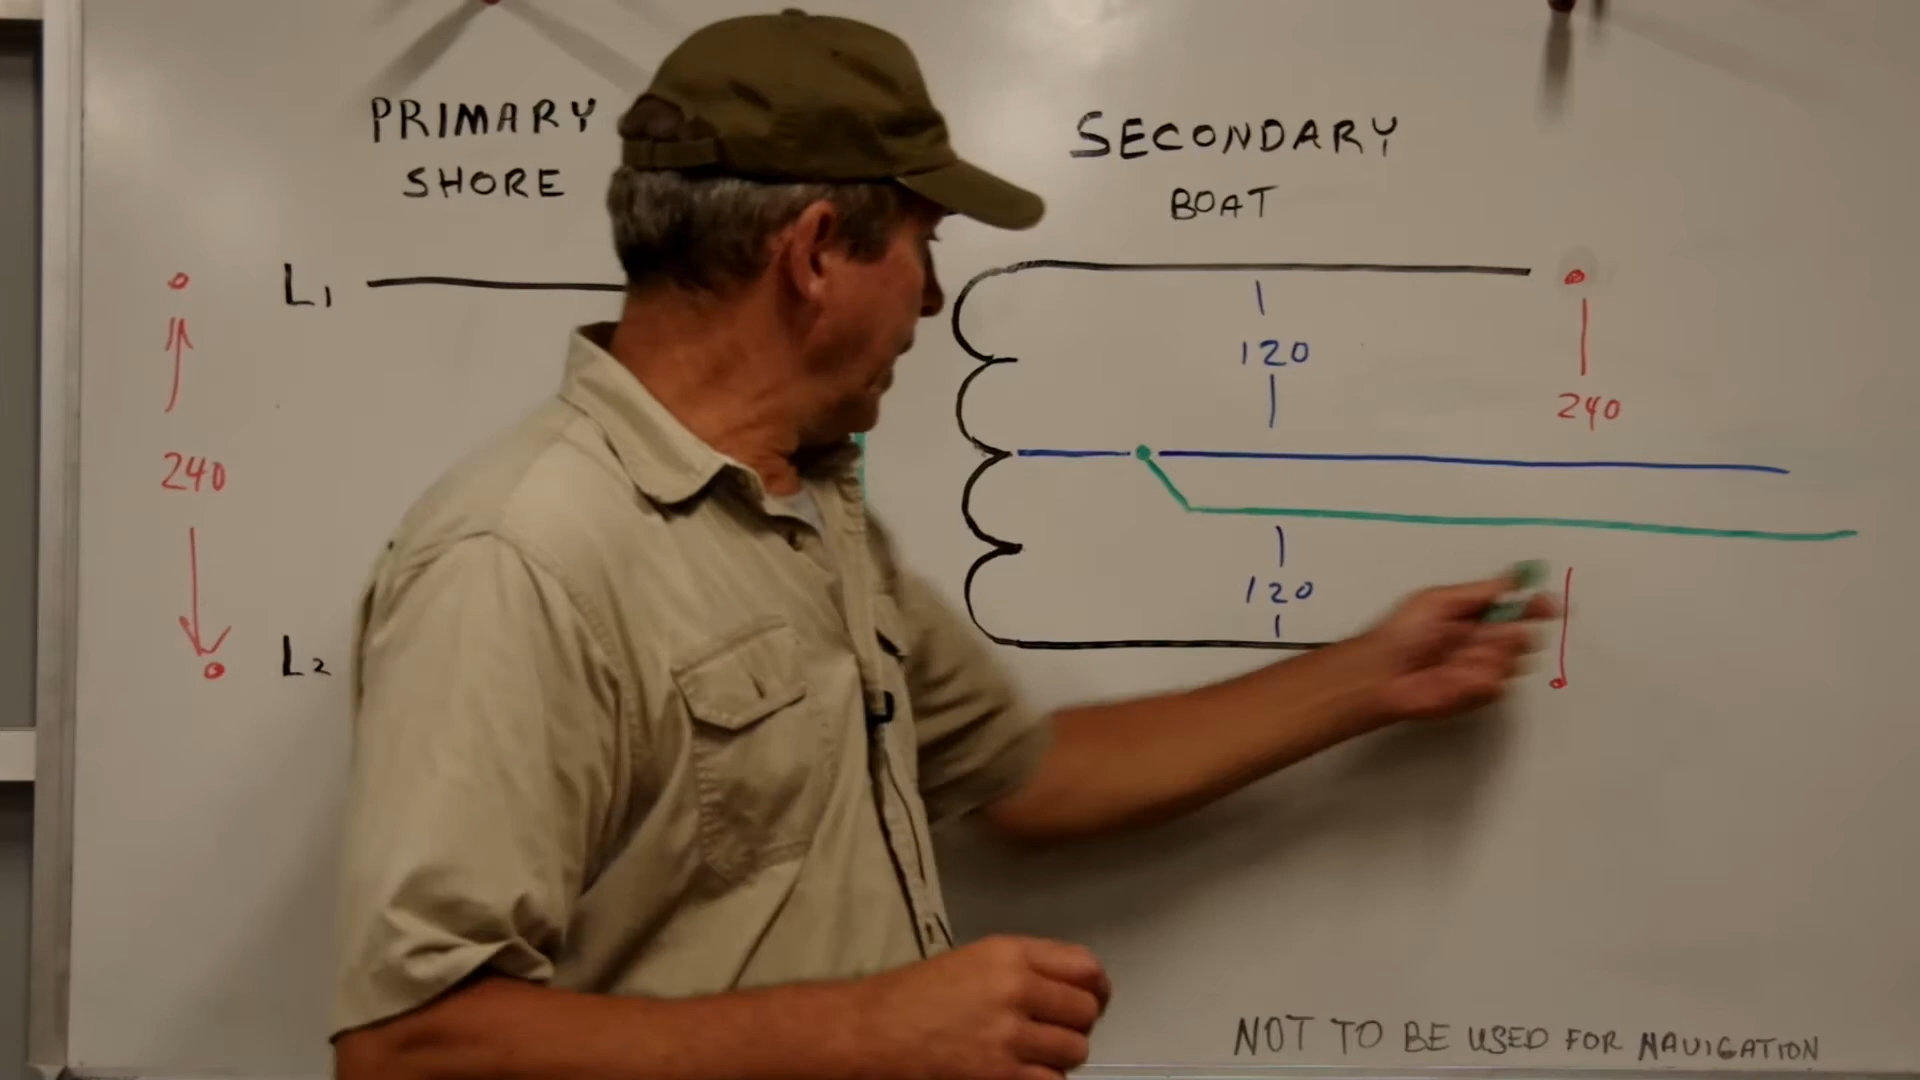 PRIMARY
SHORE
SECONDARY
BOAT
L1
120
240
240
120
L2
NOT TO BE USED FOR NAVIGATION